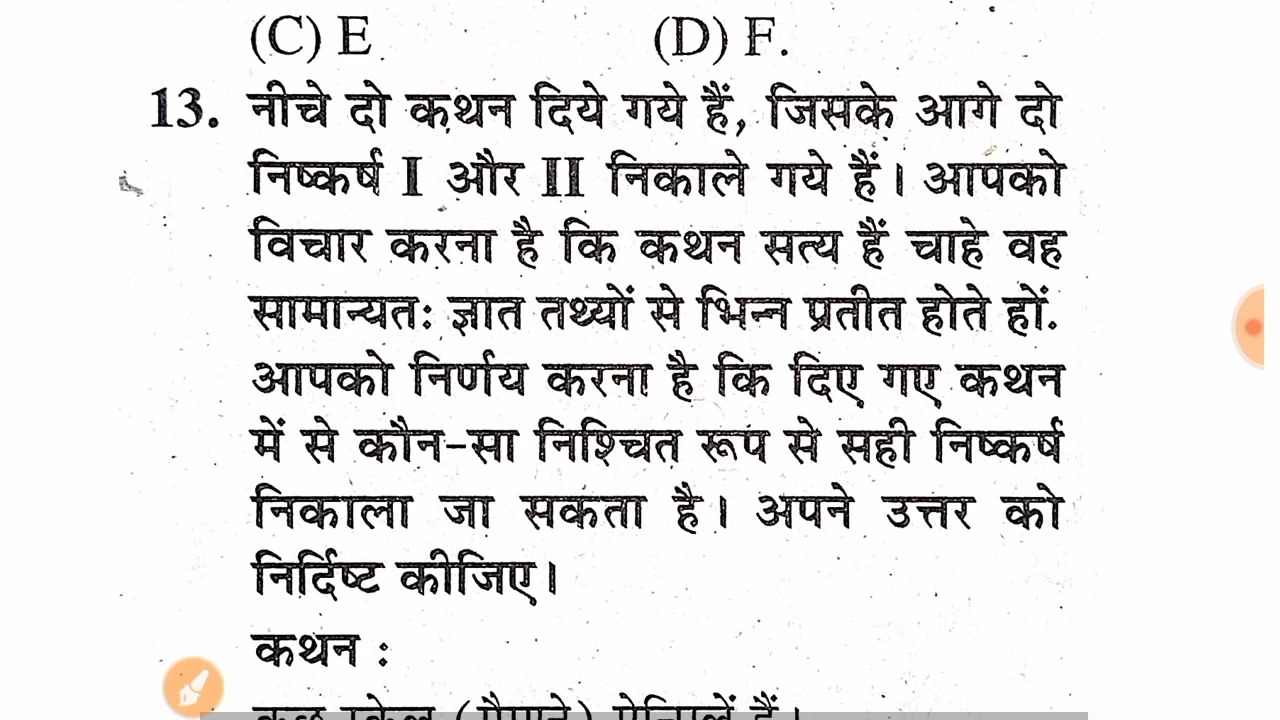 (C) E (D) F.
13. नीचे दो कथन दिये गये हैं, जिसके आगे दो
निष्कर्ष I और II निकाले गये हैं। आपको
विचार करना है कि कथन सत्य हैं चाहे वह
सामान्यतः ज्ञात तथ्यों से भिन्न प्रतीत होते हों.
आपको निर्णय करना है कि दिए गए कथन
में से कौन-सा निश्चित रूप से सही निष्कर्ष
निकाला जा सकता है। अपने उत्तर को
निर्दिष्ट कीजिए।
कथन :